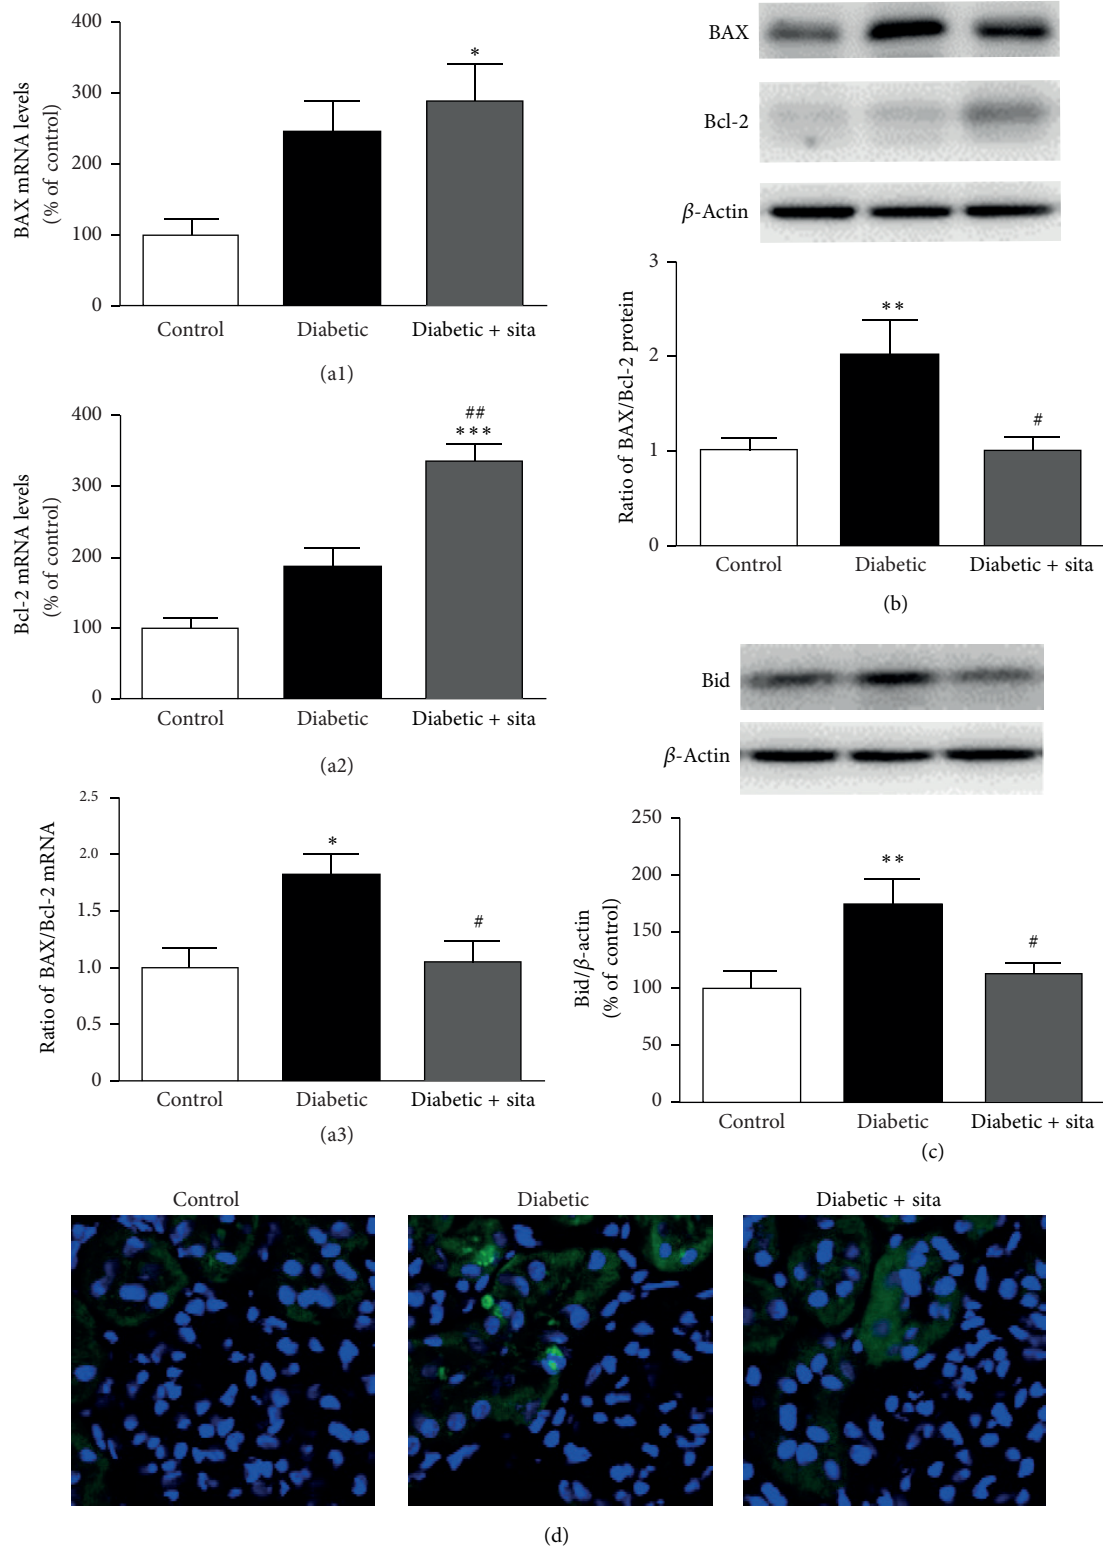 400
300
200
100
0
BAX mRNA levels
(% of control)
*
Control
Diabetic
Diabetic + sita
(a1)
400
300
200
100
0
Bcl-2 mRNA levels
(% of control)
##
***
Control
Diabetic
Diabetic + sita
(a2)
2.5
2.0
1.5
1.0
0.5
0
Ratio of BAX/Bcl-2 mRNA
*
#
Control
Diabetic
Diabetic + sita
(a3)
BAX
Bcl-2
β-Actin
3
2
1
0
Ratio of BAX/Bcl-2 protein
**
#
Control
Diabetic
Diabetic + sita
(b)
Bid
β-Actin
250
200
150
100
50
0
Bid/β-actin
(% of control)
**
#
Control
Diabetic
Diabetic + sita
(c)
Control
Diabetic
Diabetic + sita
(d)